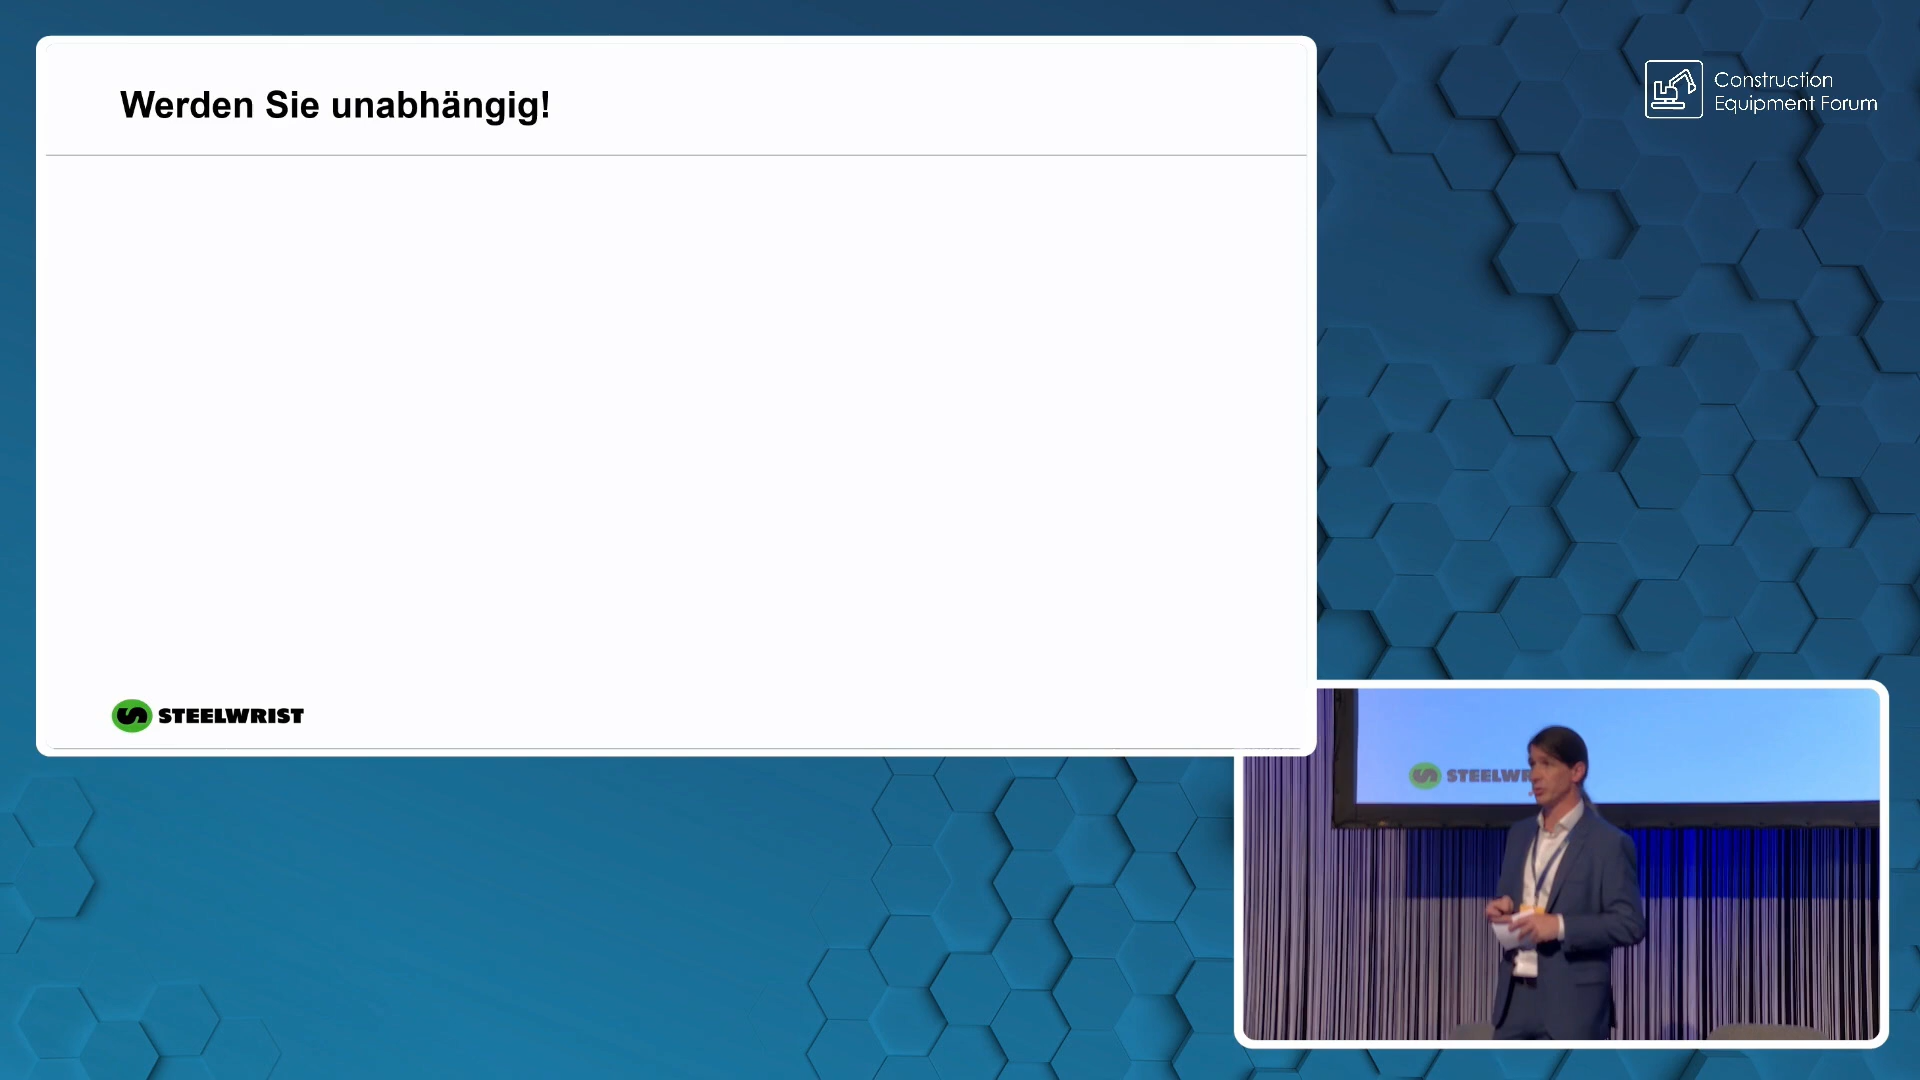 Werden Sie unabhängig!
Construction
Equipment Forum
STEELWRIST
STEELWR